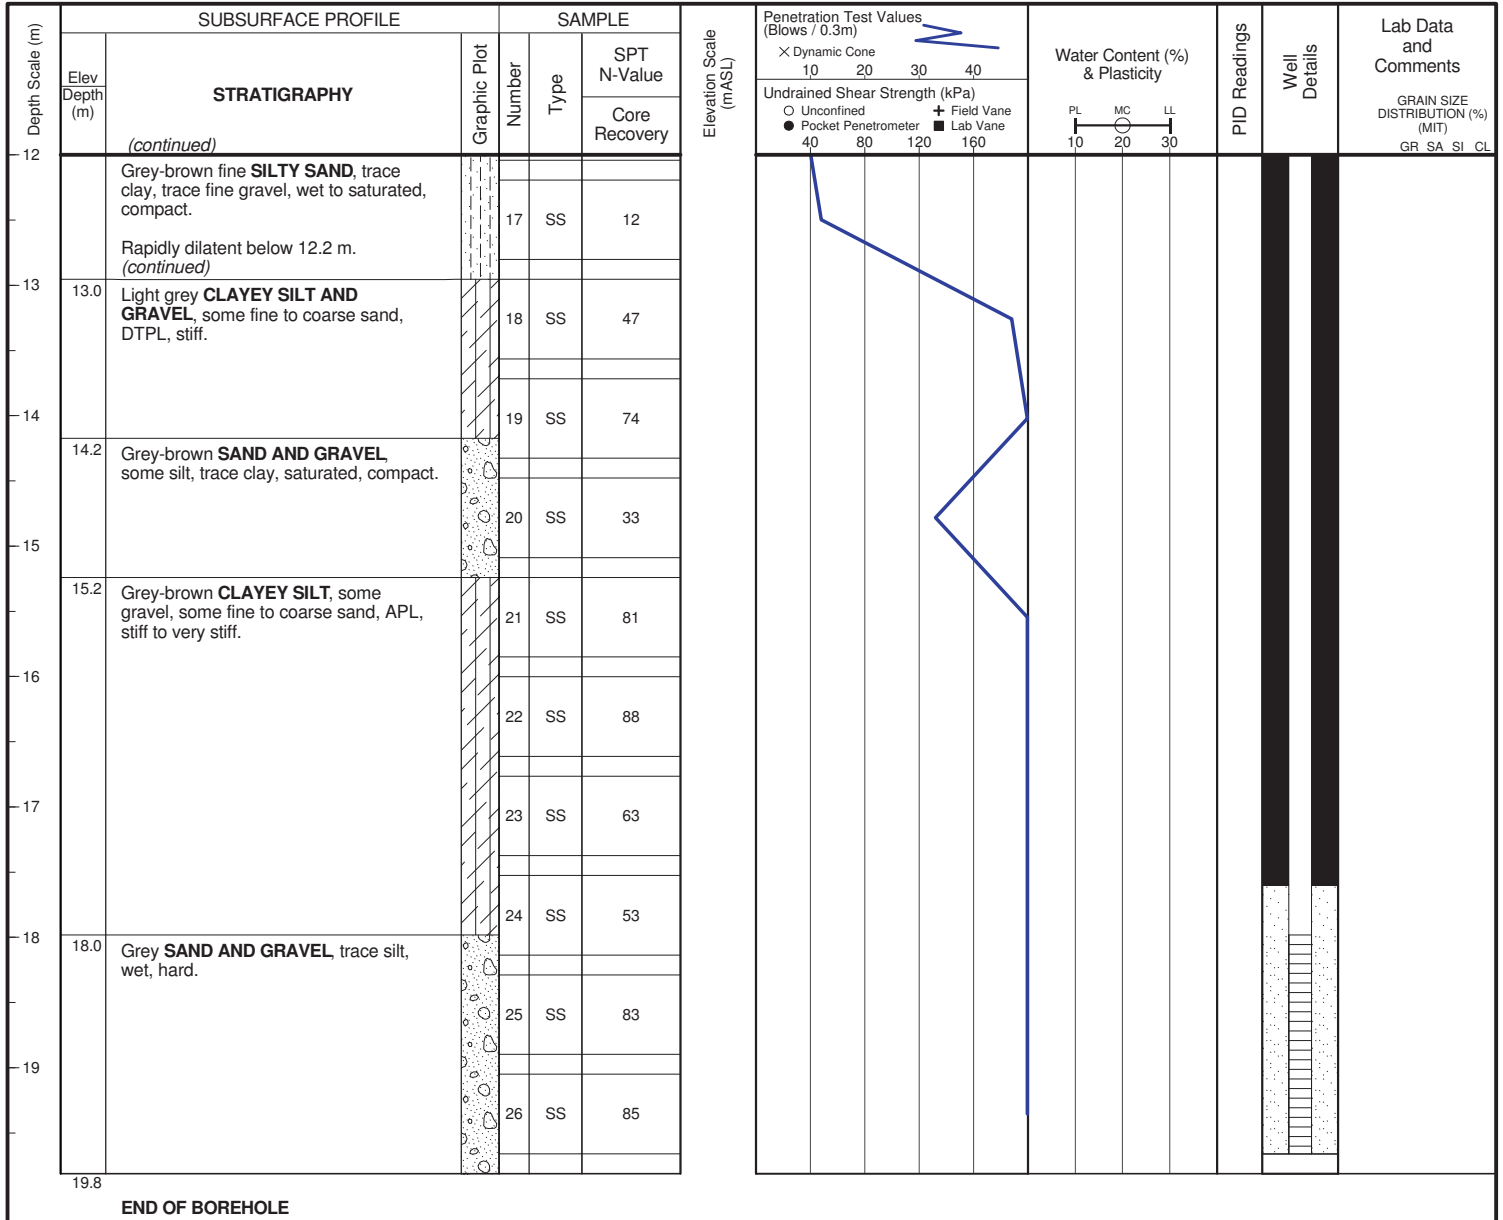 SUBSURFACE PROFILE
SAMPLE
Depth Scale (m)
Elev
Depth
(m)
STRATIGRAPHY
(continued)
Graphic Plot
Number
Type
SPT
N-Value
Core
Recovery
Elevation Scale
(mASL)
Penetration Test Values
(Blows / 0.3m)
× Dynamic Cone
10 20 30 40
Undrained Shear Strength (kPa)
○ Unconfined + Field Vane
● Pocket Penetrometer ■ Lab Vane
40 80 120 160
Water Content (%)
& Plasticity
PL MC LL
10 20 30
PID Readings
Well
Details
Lab Data
and
Comments
GRAIN SIZE
DISTRIBUTION (%)
(MIT)
GR SA SI CL
12
Grey-brown fine SILTY SAND, trace
clay, trace fine gravel, wet to saturated,
compact.
Rapidly dilatent below 12.2 m.
(continued)
17 SS 12
13
13.0
Light grey CLAYEY SILT AND
GRAVEL, some fine to coarse sand,
DTPL, stiff.
18 SS 47
14
19 SS 74
14.2
Grey-brown SAND AND GRAVEL,
some silt, trace clay, saturated, compact.
20 SS 33
15
15.2
Grey-brown CLAYEY SILT, some
gravel, some fine to coarse sand, APL,
stiff to very stiff.
21 SS 81
16
22 SS 88
17
23 SS 63
24 SS 53
18
18.0
Grey SAND AND GRAVEL, trace silt,
wet, hard.
25 SS 83
19
26 SS 85
19.8
END OF BOREHOLE